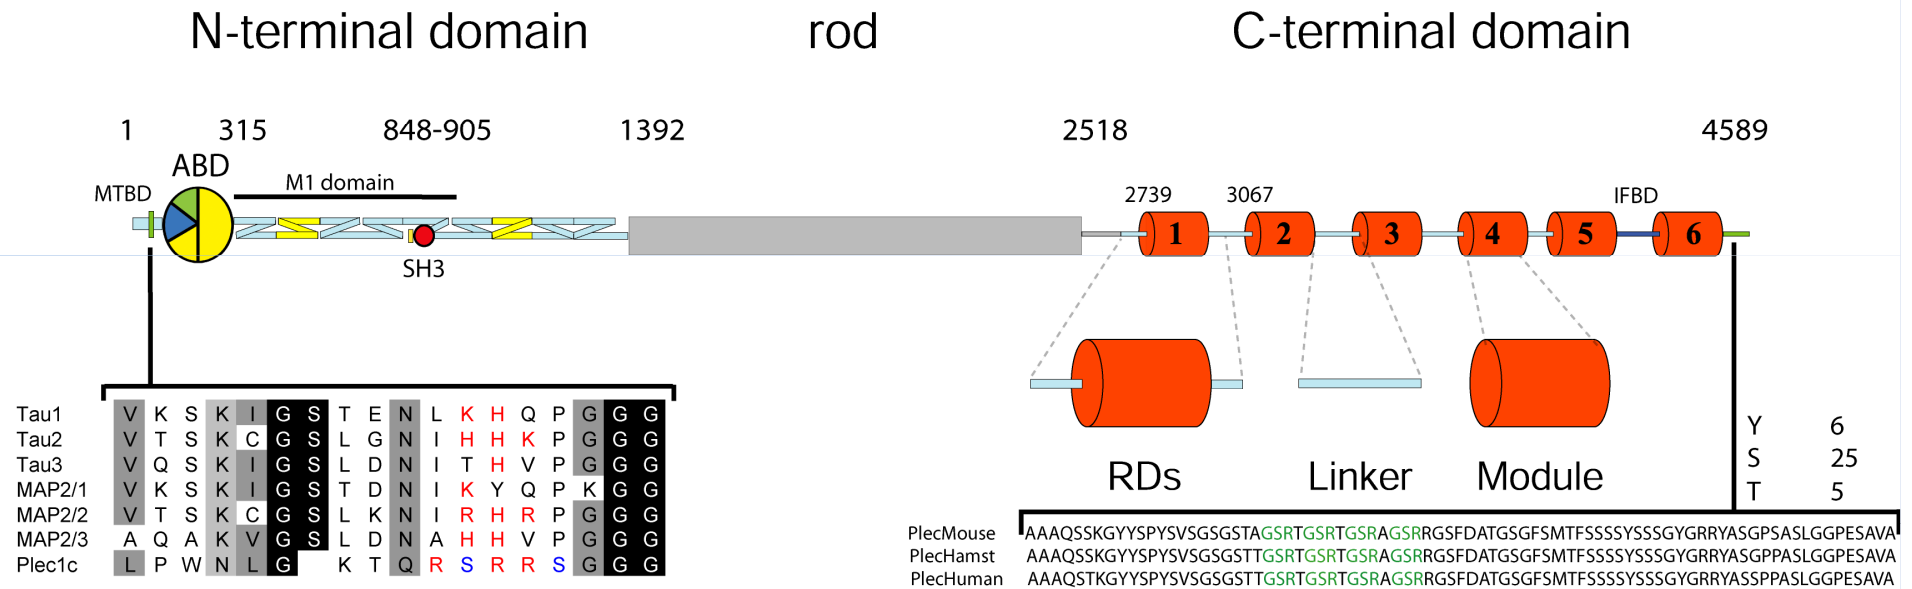 N-terminal domain rod C-terminal domain
1 315 848-905 1392 2518 4589
ABD
MTBD M1 domain 2739 3067 IFBD
1 2 3 4 5 6
SH3
Tau1 V K S K I G S T E N L K H Q P G G G
Tau2 V T S K C G S L G N I H H K P G G G
Tau3 V Q S K I G S L D N I T H V P G G G
MAP2/1 V K S K I G S T D N I K Y Q P K G G
MAP2/2 V T S K C G S L K N I R H R P G G G
MAP2/3 A Q A K V G S L D N A H H V P G G G
Plec1c L P W N L G K T Q R S R R S G G G
RDs Linker Module
Y 6
S 25
T 5
PlecMouse AAAQSSKGYYSPYSVSGSGSTAGSRTGSRTGSRAGSRRGSFDATGSGFSMTFSSSSYSSSGYGRRYASGPSASLGGPESAVA
PlecHamst AAAQSSKGYYSPYSVSGSGSTTGSRTGSRTGSRAGSRRGSFDATGSGFSMTFSSSSYSSSGYGRRYASGPPASLGGPESAVA
PlecHuman AAAQSTKGYYSPYSVSGSGSTTGSRTGSRTGSRAGSRRGSFDATGSGFSMTFSSSSYSSSGYGRRYASSPPASLGGPESAVA